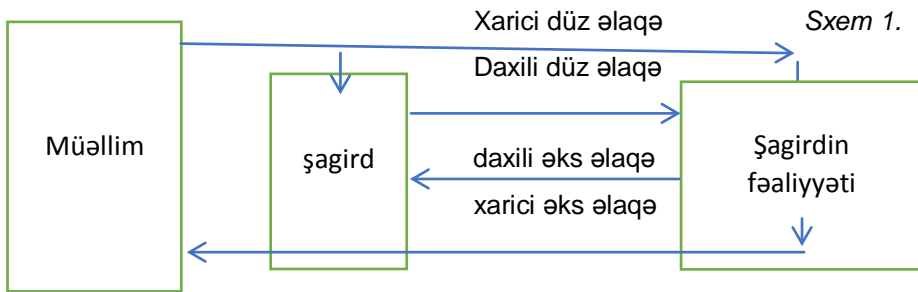 Xarici düz əlaqə
Sxem 1.
Daxili düz əlaqə
Müəllim
şagird
daxili əks əlaqə
xarici əks əlaqə
Şagirdin
fəaliyyəti